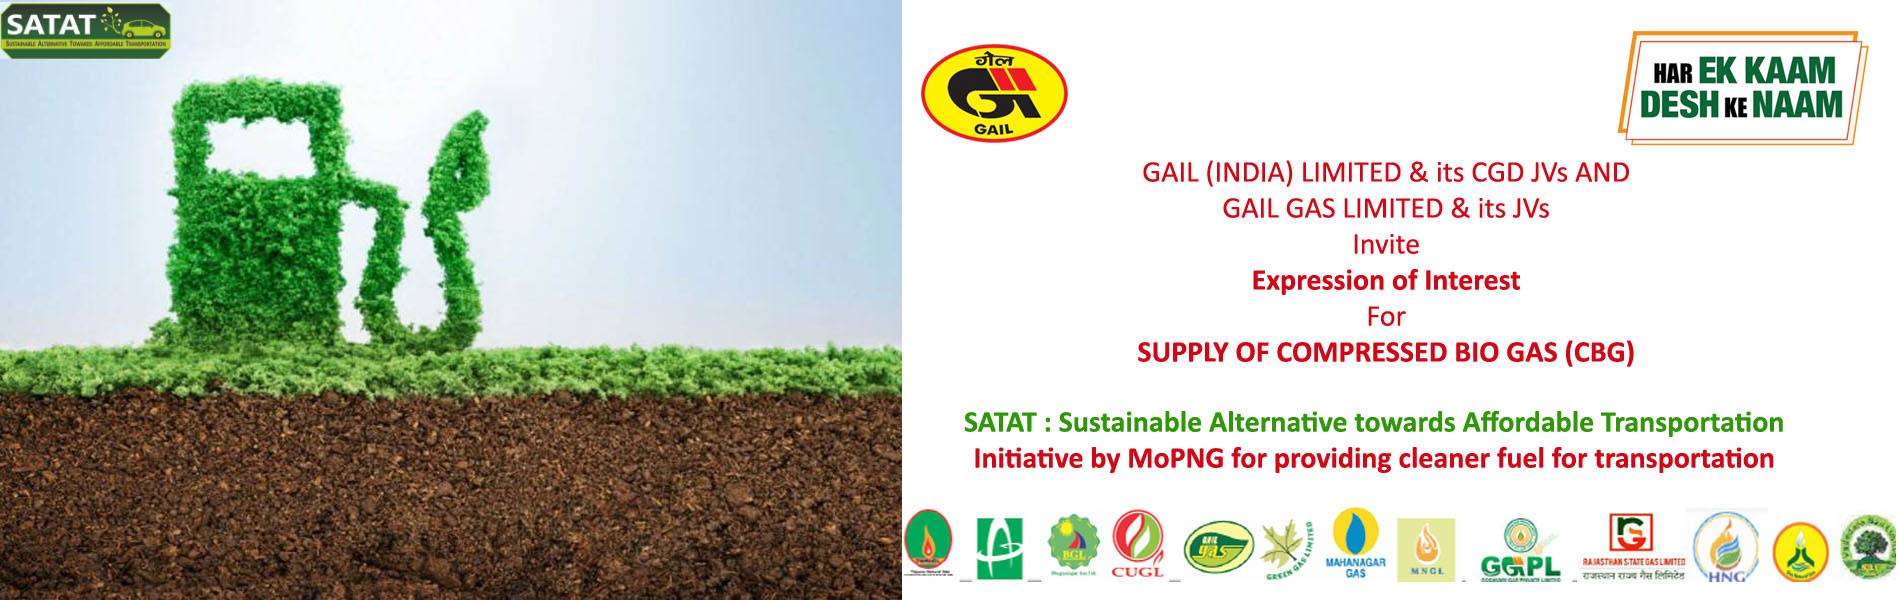 SATAT
SUSTAINABLE ALTERNATIVE TOWARDS AFFORDABLE TRANSPORTATION
गेल
GAIL
HAR EK KAAM
DESH KE NAAM
GAIL (INDIA) LIMITED & its CGD JVs AND
GAIL GAS LIMITED & its JVs
Invite
Expression of Interest
For
SUPPLY OF COMPRESSED BIO GAS (CBG)
SATAT : Sustainable Alternative towards Affordable Transportation
Initiative by MoPNG for providing cleaner fuel for transportation
BGL
CUGL
GAIL
gas
GREEN GAS LIMITED
MAHANAGAR
GAS
MNGL
GGPL
RAJASTHAN STATE GAS LIMITED
राजस्थान राज्य गैस लिमिटेड
HNG